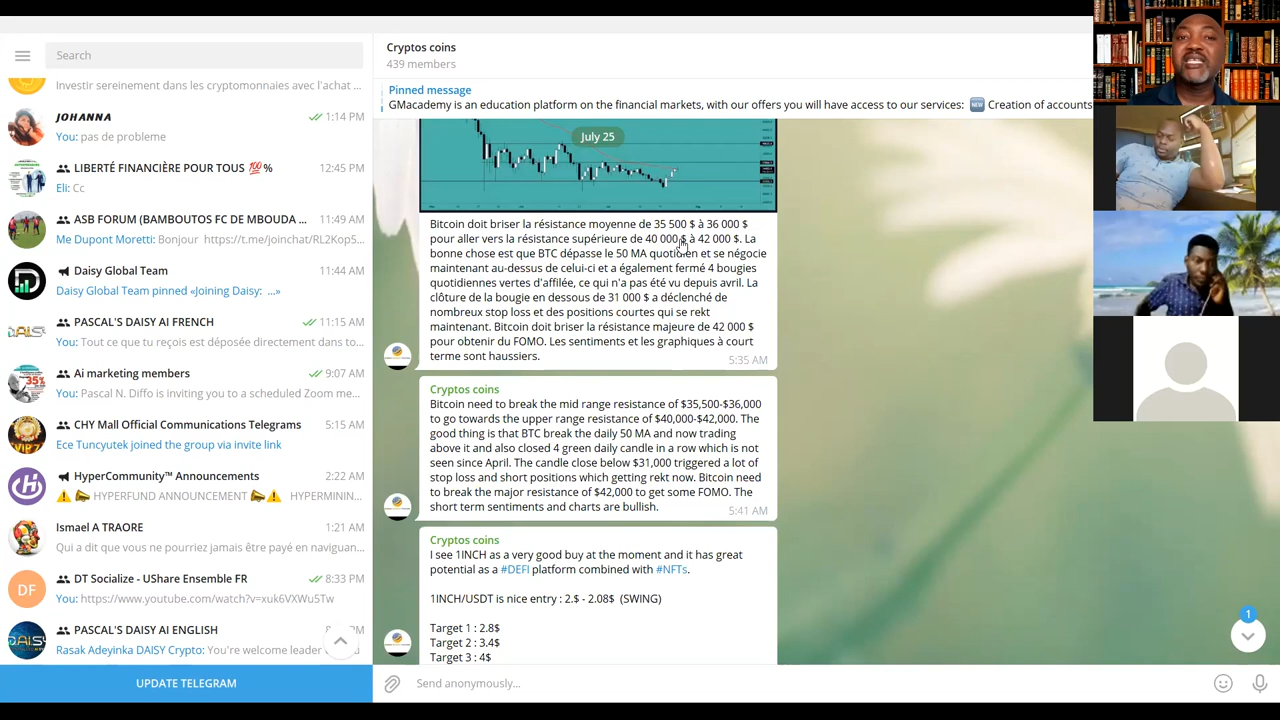 Search
Investir sereinement dans les cryptomonnaies avec l'achat ...
JOHANNA
1:14 PM
You: pas de probleme
LIBERTÉ FINANCIÈRE POUR TOUS 💯 %
12:45 PM
Eli: Cc
ASB FORUM (BAMBOUTOS FC DE MBOUDA ...
11:49 AM
Me Dupont Moretti: Bonjour https://t.me/joinchat/RL2Kop5...
Daisy Global Team
11:44 AM
Daisy Global Team pinned «Joining Daisy: ...»
PASCAL'S DAISY AI FRENCH
11:15 AM
You: Tout ce que tu reçois est déposée directement dans to...
Ai marketing members
9:07 AM
You: Pascal N. Diffo is inviting you to a scheduled Zoom me...
CHY Mall Official Communications Telegrams
5:15 AM
Ece Tuncyutek joined the group via invite link
HyperCommunity™ Announcements
2:22 AM
⚠️ 📣 HYPERFUND ANNOUNCEMENT 📣⚠️ HYPERMININ...
Ismael A TRAORE
1:21 AM
Qui a dit que vous ne pourriez jamais être payé en naviguan...
DF
DT Socialize - UShare Ensemble FR
8:33 PM
You: https://www.youtube.com/watch?v=xuk6VXWu5Tw
PASCAL'S DAISY AI ENGLISH
Rasak Adeyinka DAISY Crypto: You're welcome leader
UPDATE TELEGRAM
Cryptos coins
439 members
Pinned message
GMacademy is an education platform on the financial markets, with our offers you will have access to our services: 🆕 Creation of accounts
July 25
Bitcoin doit briser la résistance moyenne de 35 500 $ à 36 000 $
pour aller vers la résistance supérieure de 40 000 $ à 42 000 $. La
bonne chose est que BTC dépasse le 50 MA quotidien et se négocie
maintenant au-dessus de celui-ci et a également fermé 4 bougies
quotidiennes vertes d'affilée, ce qui n'a pas été vu depuis avril. La
clôture de la bougie en dessous de 31 000 $ a déclenché de
nombreux stop loss et des positions courtes qui se rekt
maintenant. Bitcoin doit briser la résistance majeure de 42 000 $
pour obtenir du FOMO. Les sentiments et les graphiques à court
terme sont haussiers.
5:35 AM
Cryptos coins
Bitcoin need to break the mid range resistance of $35,500-$36,000
to go towards the upper range resistance of $40,000-$42,000. The
good thing is that BTC break the daily 50 MA and now trading
above it and also closed 4 green daily candle in a row which is not
seen since April. The candle close below $31,000 triggered a lot of
stop loss and short positions which getting rekt now. Bitcoin need
to break the major resistance of $42,000 to get some FOMO. The
short term sentiments and charts are bullish.
5:41 AM
Cryptos coins
I see 1INCH as a very good buy at the moment and it has great
potential as a #DEFI platform combined with #NFTs.
1INCH/USDT is nice entry : 2.$ - 2.08$ (SWING)
Target 1 : 2.8$
Target 2 : 3.4$
Target 3 : 4$
1
Send anonymously...